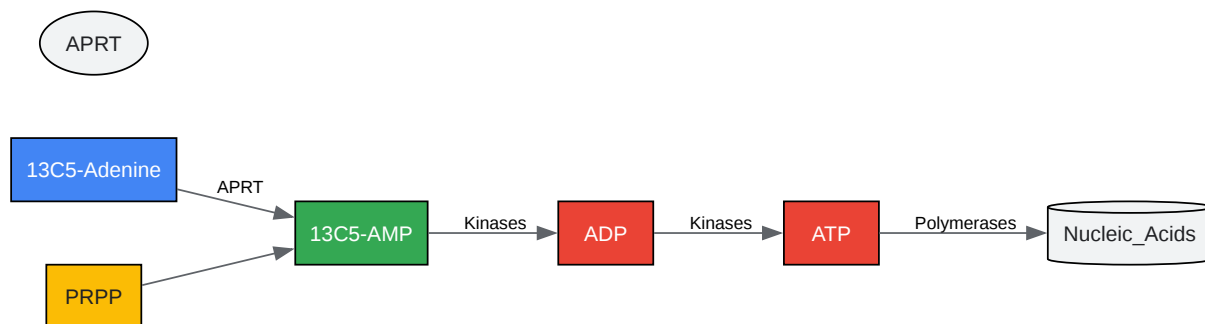 APRT
13C5-Adenine
APRT
13C5-AMP
Kinases
ADP
Kinases
ATP
Polymerases
Nucleic_Acids
PRPP